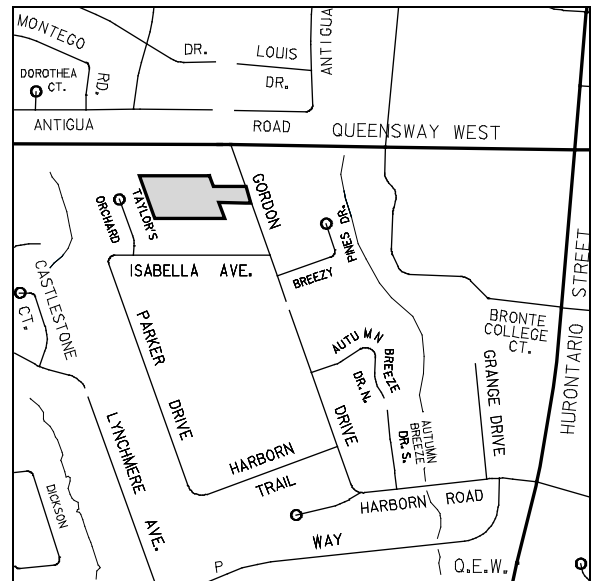 MONTEGO
RD.
DOROTHEA
CT.
DR. LOUIS
DR.
ANTIGUA
ANTIGUA ROAD
QUEENSWAY WEST
TAYLOR'S
ORCHARD
GORDON
DRIVE
BREEZY
PINES DR.
ISABELLA AVE.
CASTLESTONE
CT.
PARKER
DRIVE
AUTUMN
BREEZE
DR. N.
BRONTE
COLLEGE
CT.
GRANGE DRIVE
HURONTARIO STREET
LYNCHMERE
AVE.
AUTUMN
BREEZE
DR. S.
HARBORN
TRAIL
HARBORN ROAD
DICKSON
P
WAY
Q.E.W.